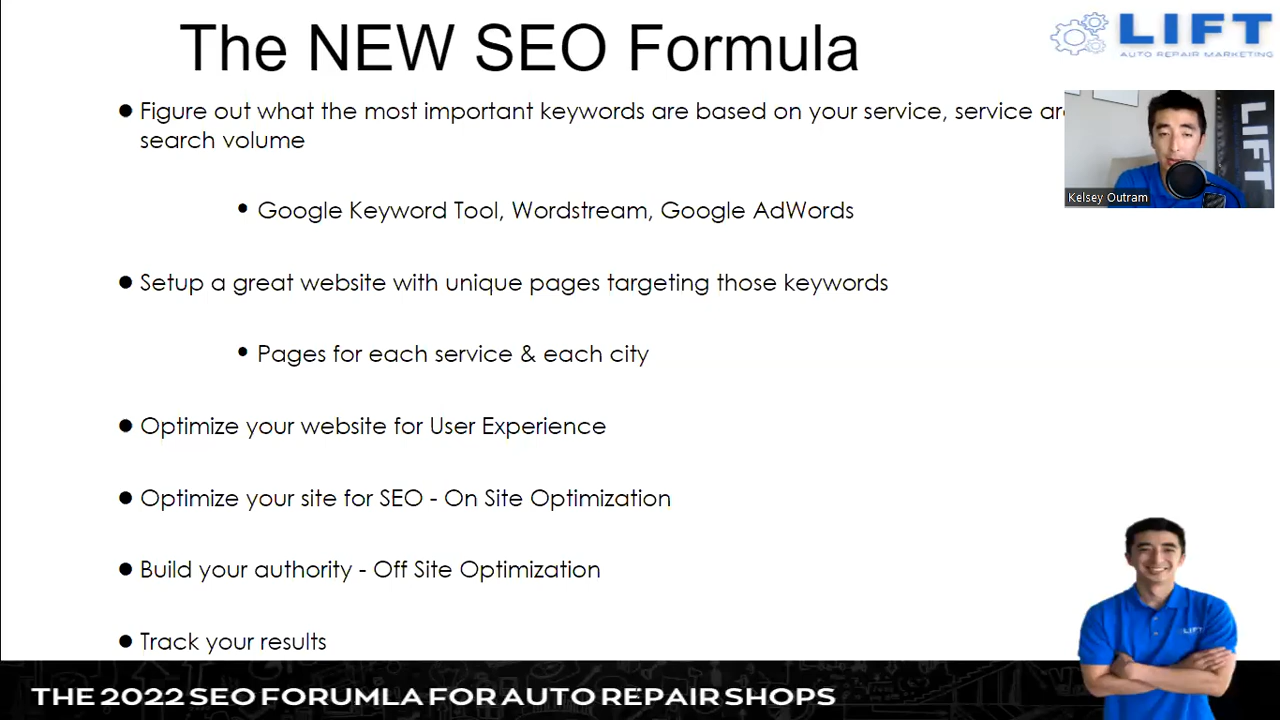 The NEW SEO Formula
LIFT
AUTO REPAIR MARKETING
Figure out what the most important keywords are based on your service, service
search volume
LIFT
Kelsey Outram
Google Keyword Tool, Wordstream, Google AdWords
Setup a great website with unique pages targeting those keywords
Pages for each service & each city
Optimize your website for User Experience
Optimize your site for SEO - On Site Optimization
Build your authority - Off Site Optimization
LIFT
Track your results
THE 2022 SEO FORUMLA FOR AUTO REPAIR SHOPS